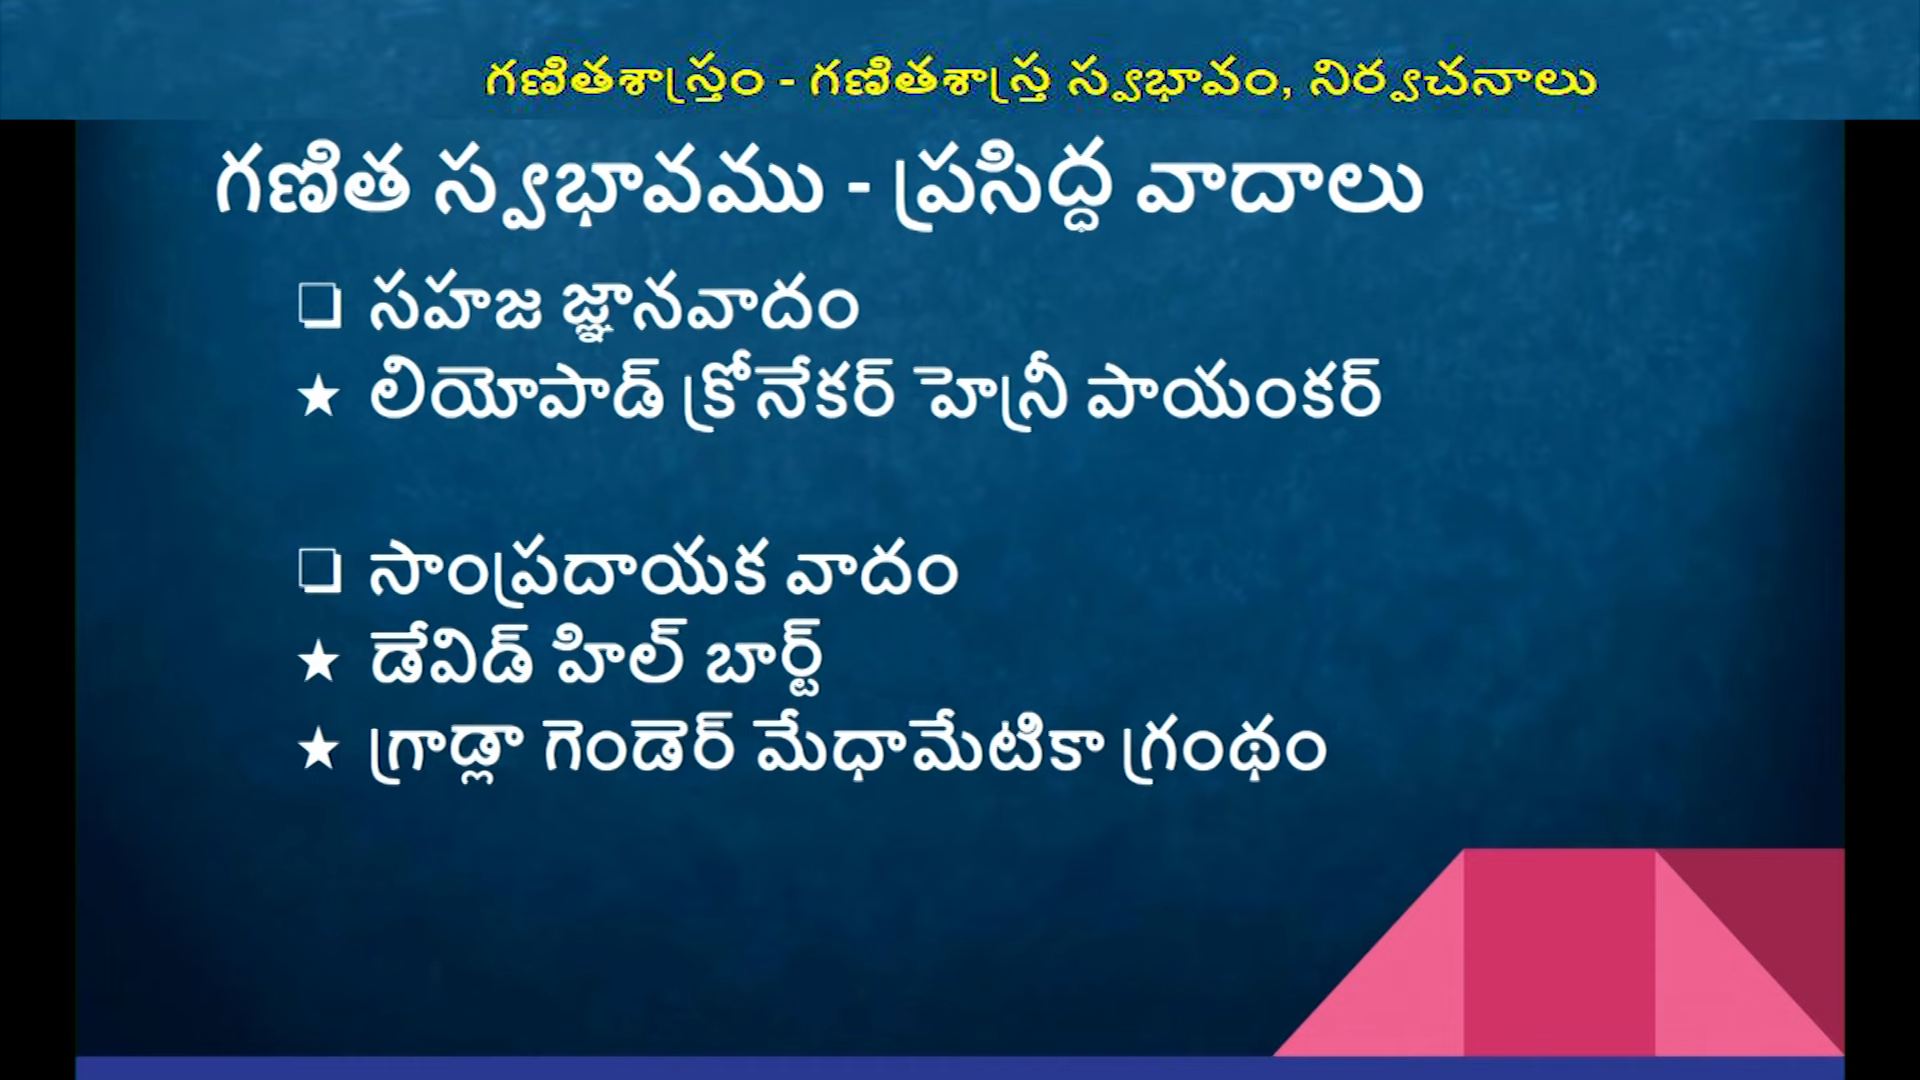 గణితశాస్త్రం - గణితశాస్త్ర స్వభావం, నిర్వచనాలు
గణిత స్వభావము - ప్రసిద్ధ వాదాలు
❏ సహజ జ్ఞానవాదం
★ లియోపాడ్ క్రోనేకర్ హెన్రీ పాయంకర్
❏ సాంప్రదాయక వాదం
★ డేవిడ్ హిల్ బార్ట్
★ గ్రాడ్లా గెండెర్ మేధామేటికా గ్రంథం